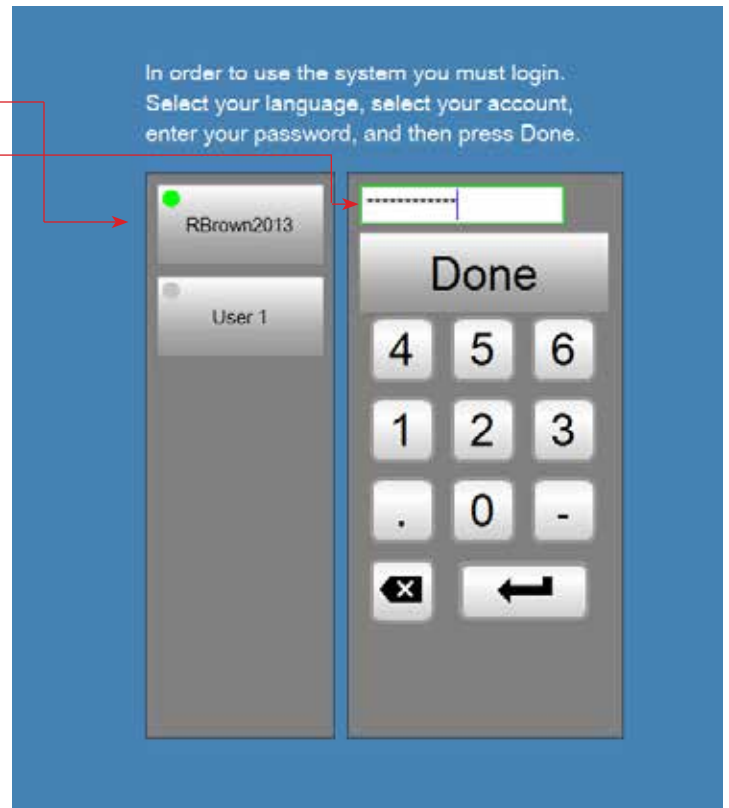 In order to use the system you must login.
Select your language, select your account,
enter your password, and then press Done.
RBrown2013
User 1
Done
4 5 6
1 2 3
. 0 -